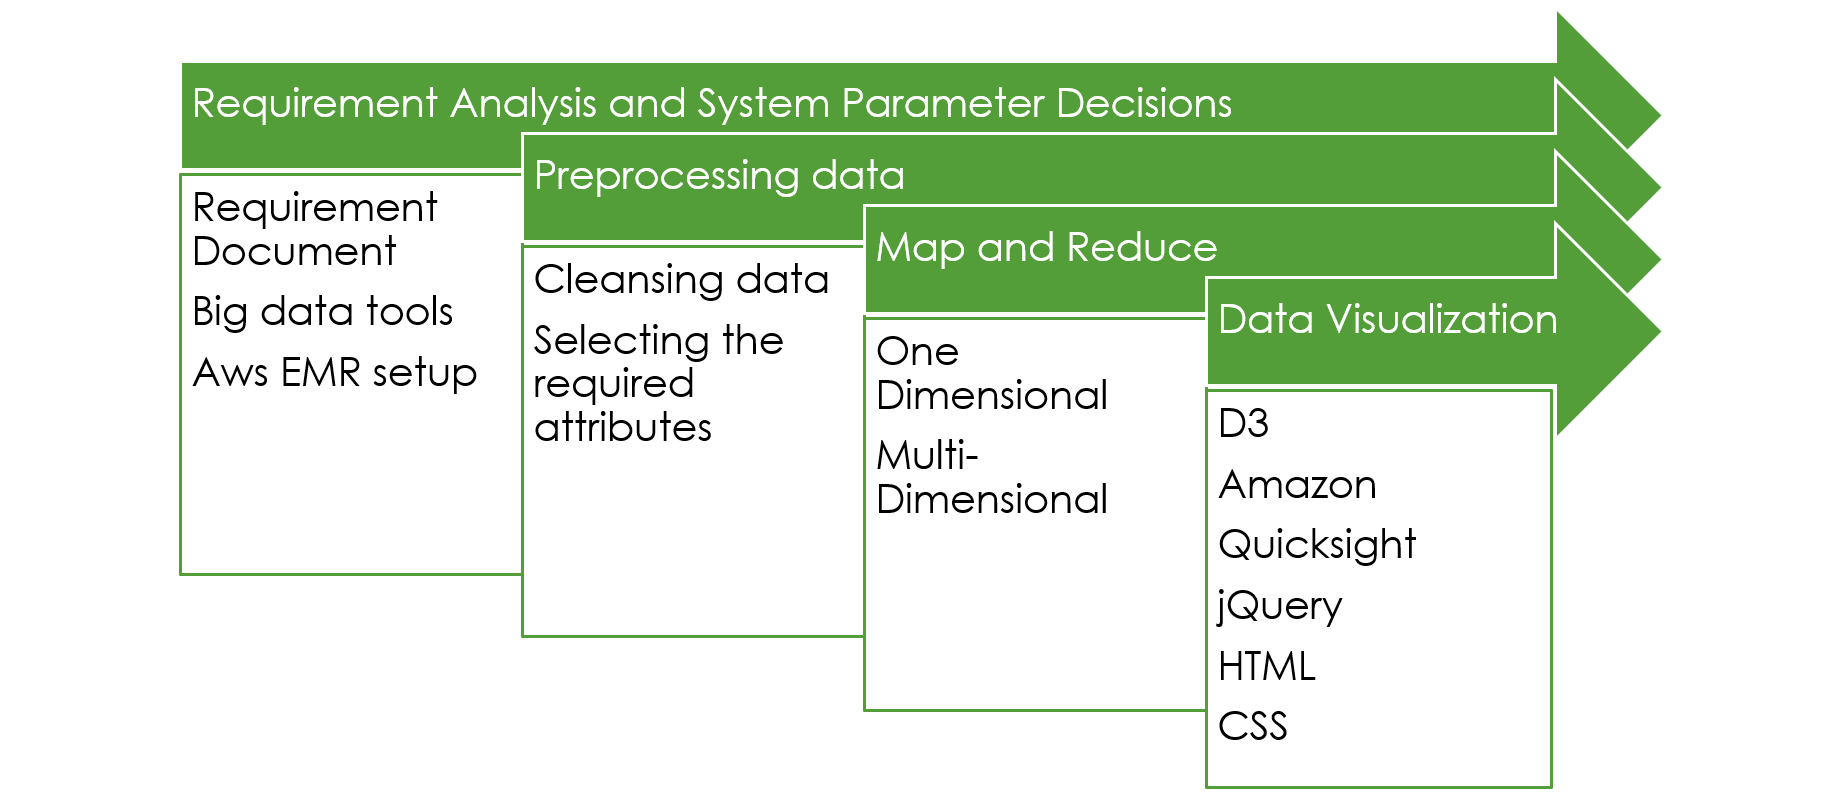 Requirement Analysis and System Parameter Decisions
Requirement
Document
Big data tools
Aws EMR setup
Preprocessing data
Cleansing data
Selecting the
required
attributes
Map and Reduce
One
Dimensional
Multi-
Dimensional
Data Visualization
D3
Amazon
Quicksight
jQuery
HTML
CSS